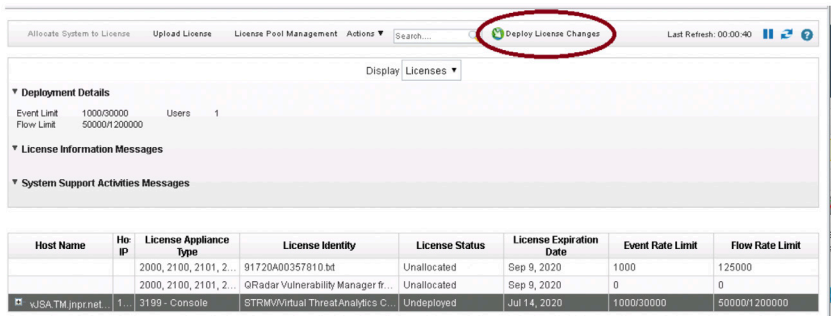 Allocate System to License Upload License License Pool Management Actions ▼ Search.... Deploy License Changes Last Refresh: 00:00:40
Display Licenses ▼
▼ Deployment Details
Event Limit 1000/30000 Users 1
Flow Limit 50000/1200000
▼ License Information Messages
▼ System Support Activities Messages
Host Name Ho: IP License Appliance Type License Identity License Status License Expiration Date Event Rate Limit Flow Rate Limit
2000, 2100, 2101, 2... 91720A00357810.txt Unallocated Sep 9, 2020 1000 125000
2000, 2100, 2101, 2... QRadar Vulnerability Manager fr... Unallocated Sep 9, 2020 0 0
vJSA.TM.jnpr.net... 1... 3199 - Console STRMV/Virtual ThreatAnalytics C... Undeployed Jul 14, 2020 1000/30000 50000/1200000